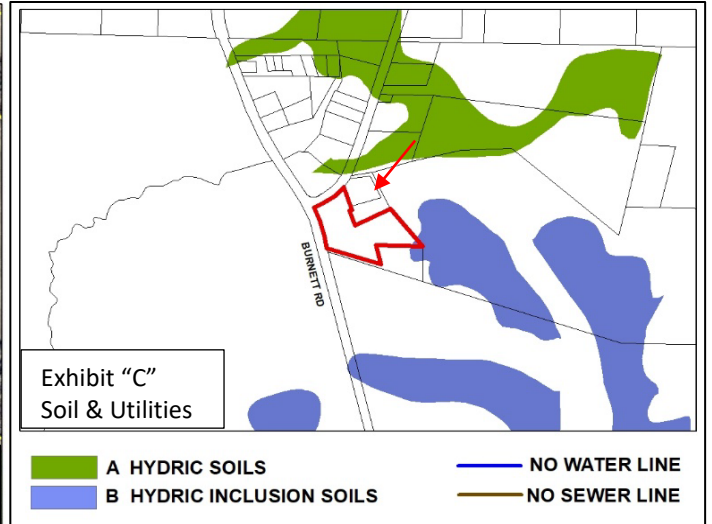 BURNETT RD
Exhibit “C”
Soil & Utilities
A HYDRIC SOILS
B HYDRIC INCLUSION SOILS
NO WATER LINE
NO SEWER LINE